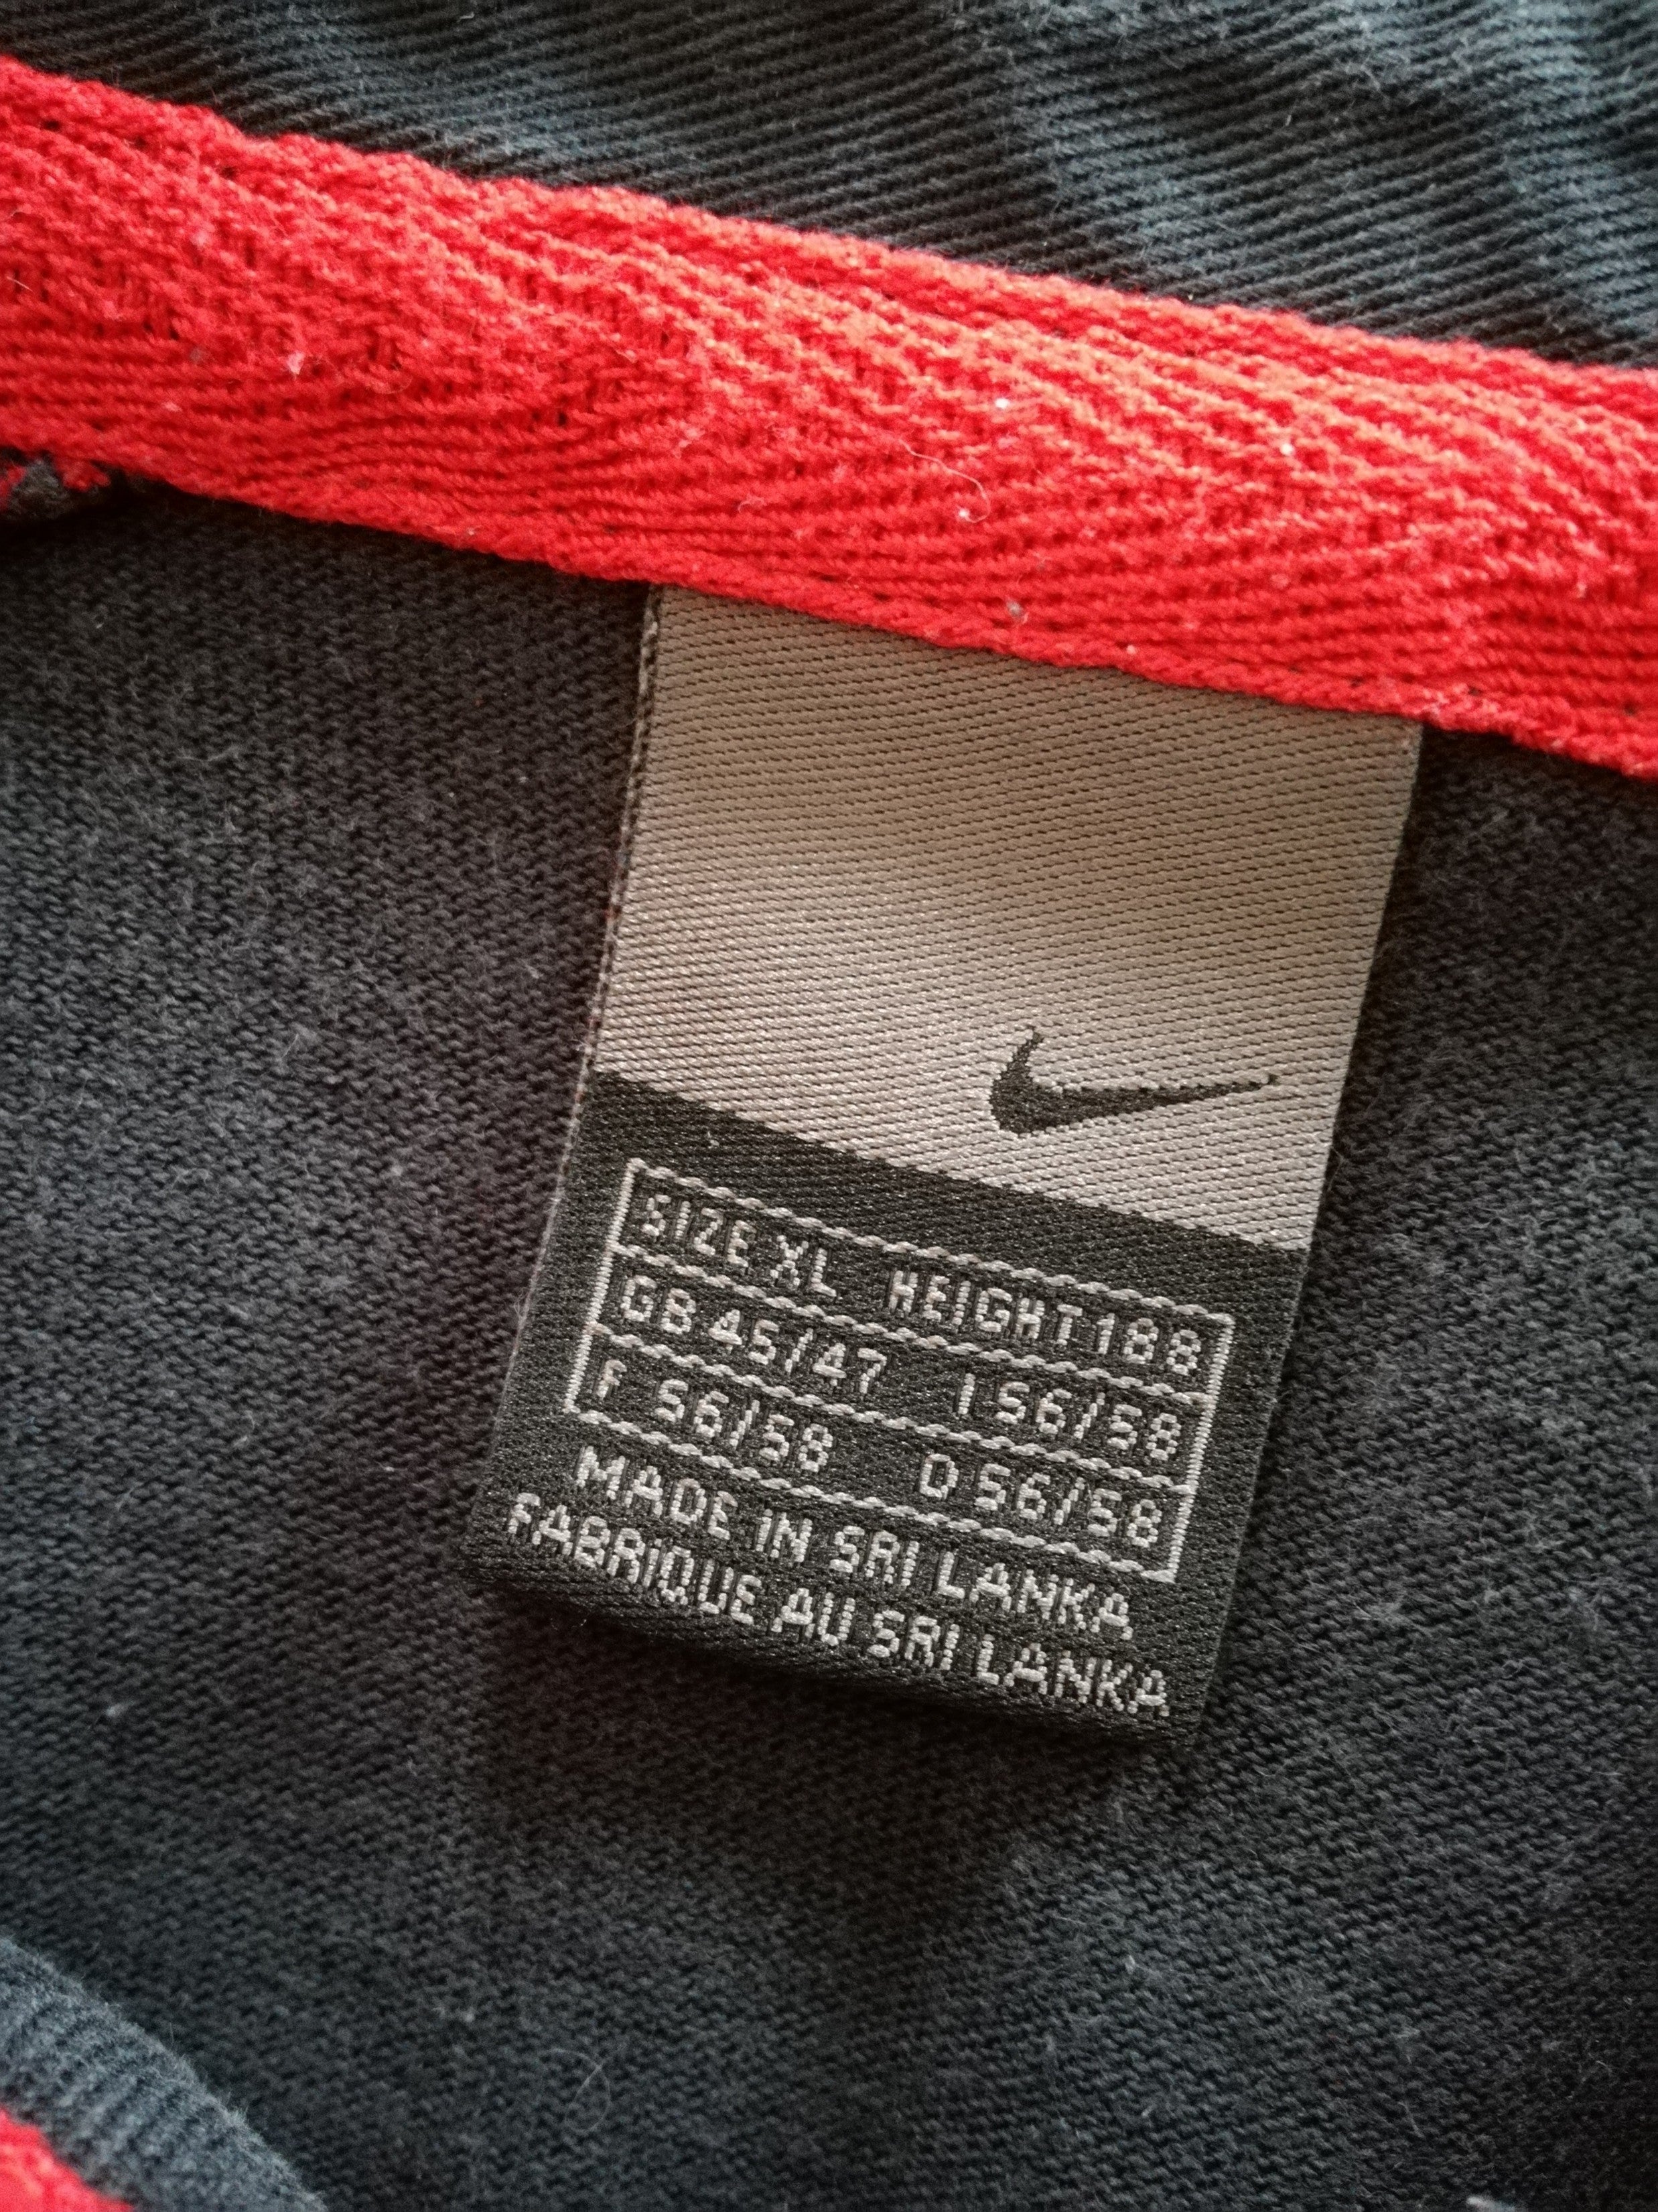 SIZE XL HEIGHT 188
GB 45/47 I 56/58
F 56/58 D 56/58
MADE IN SRI LANKA
FABRIQUE AU SRI LANKA